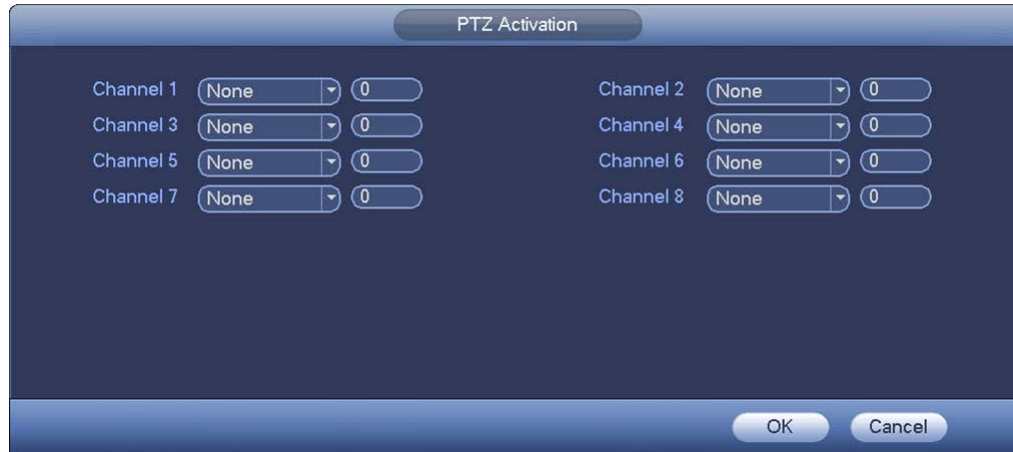 PTZ Activation
Channel 1 None 0 Channel 2 None 0
Channel 3 None 0 Channel 4 None 0
Channel 5 None 0 Channel 6 None 0
Channel 7 None 0 Channel 8 None 0
OK Cancel